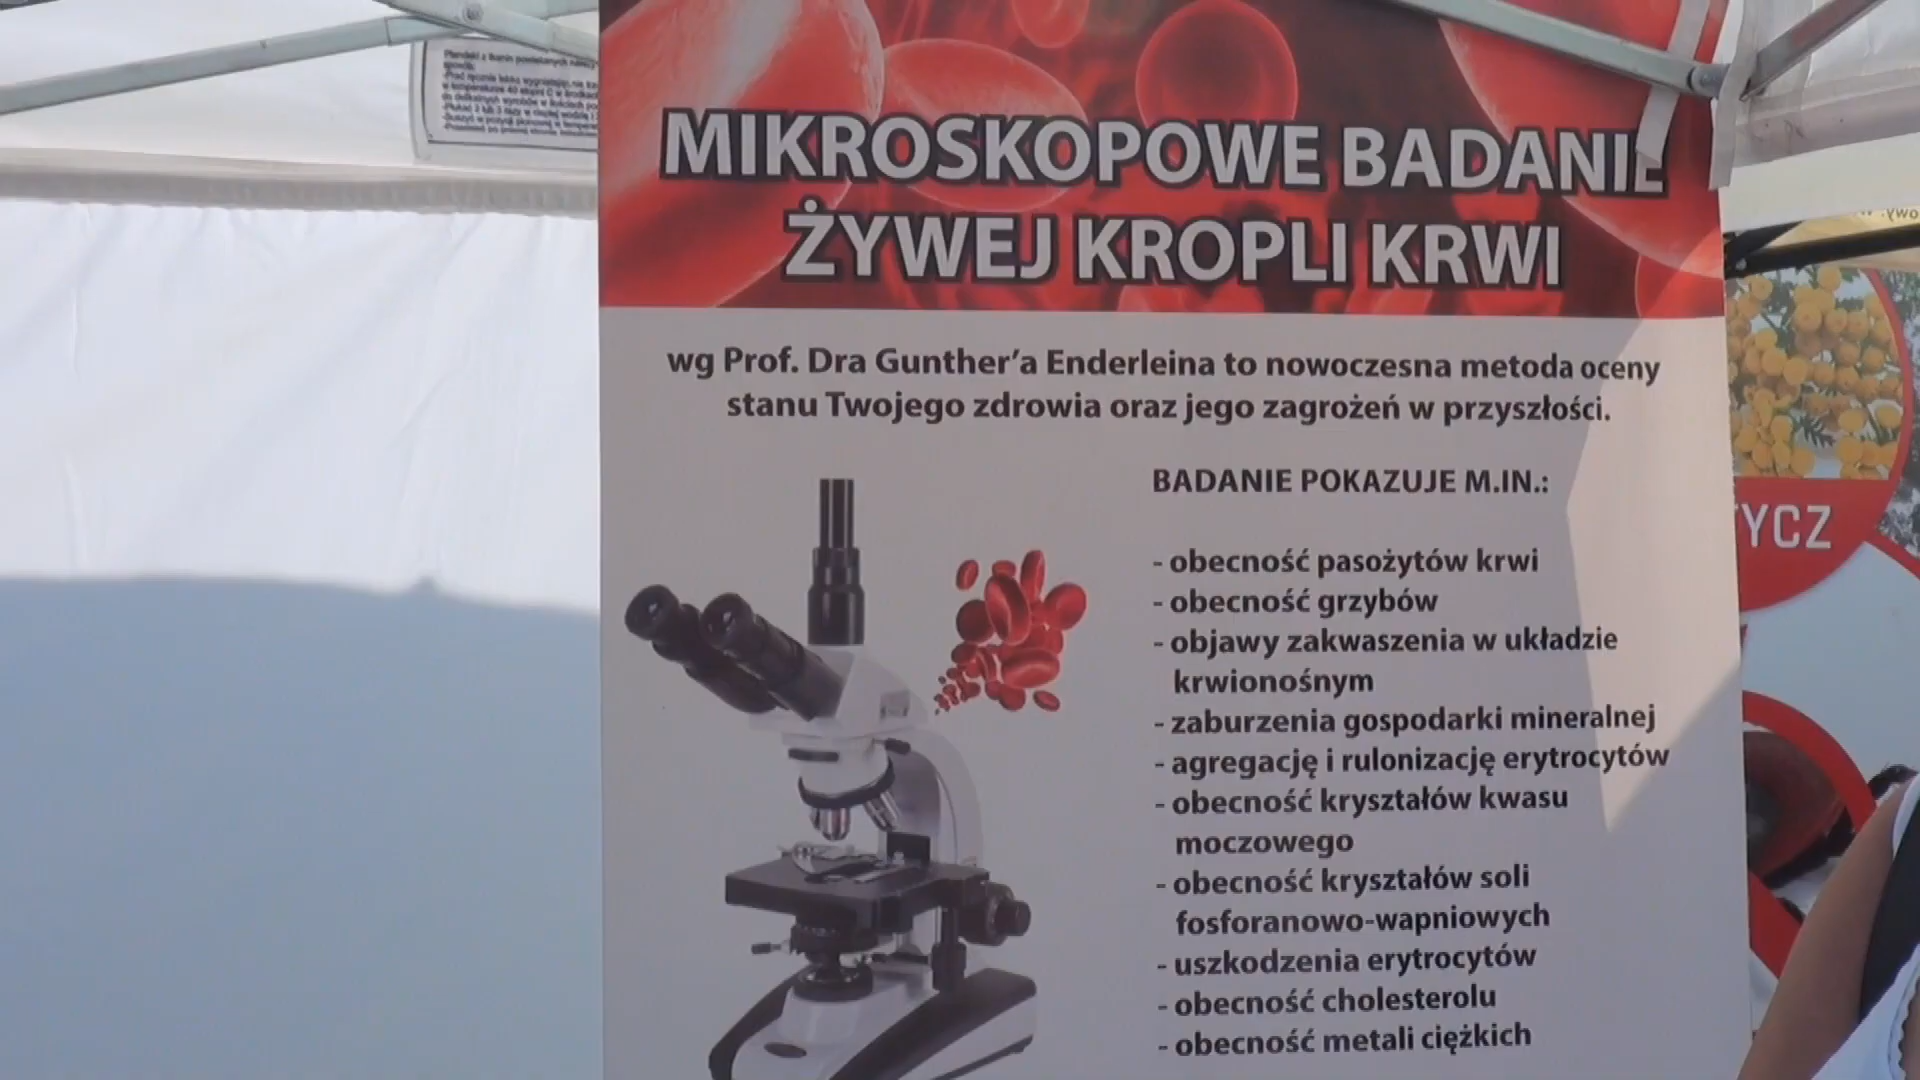 MIKROSKOPOWE BADANIE
ŻYWEJ KROPLI KRWI
wg Prof. Dra Gunther'a Enderleina to nowoczesna metoda oceny
stanu Twojego zdrowia oraz jego zagrożeń w przyszłości.
BADANIE POKAZUJE M.IN.:
- obecność pasożytów krwi
- obecność grzybów
- objawy zakwaszenia w układzie
krwionośnym
- zaburzenia gospodarki mineralnej
- agregację i rulonizację erytrocytów
- obecność kryształów kwasu
moczowego
- obecność kryształów soli
fosforanowo-wapniowych
- uszkodzenia erytrocytów
- obecność cholesterolu
- obecność metali ciężkich
YCZ